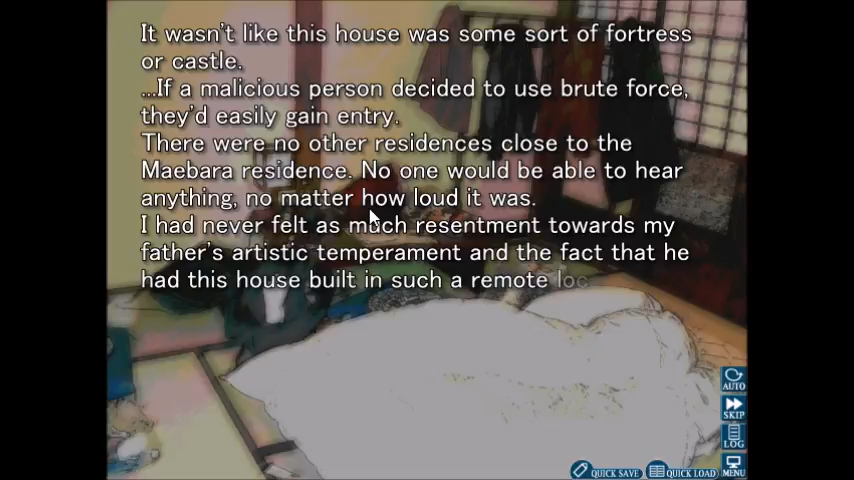 It wasn't like this house was some sort of fortress
or castle.
...If a malicious person decided to use brute force,
they'd easily gain entry.
There were no other residences close to the
Maebara residence. No one would be able to hear
anything, no matter how loud it was.
I had never felt as much resentment towards my
father's artistic temperament and the fact that he
had this house built in such a remote loc
AUTO
SKIP
LOG
QUICK SAVE QUICK LOAD MENU